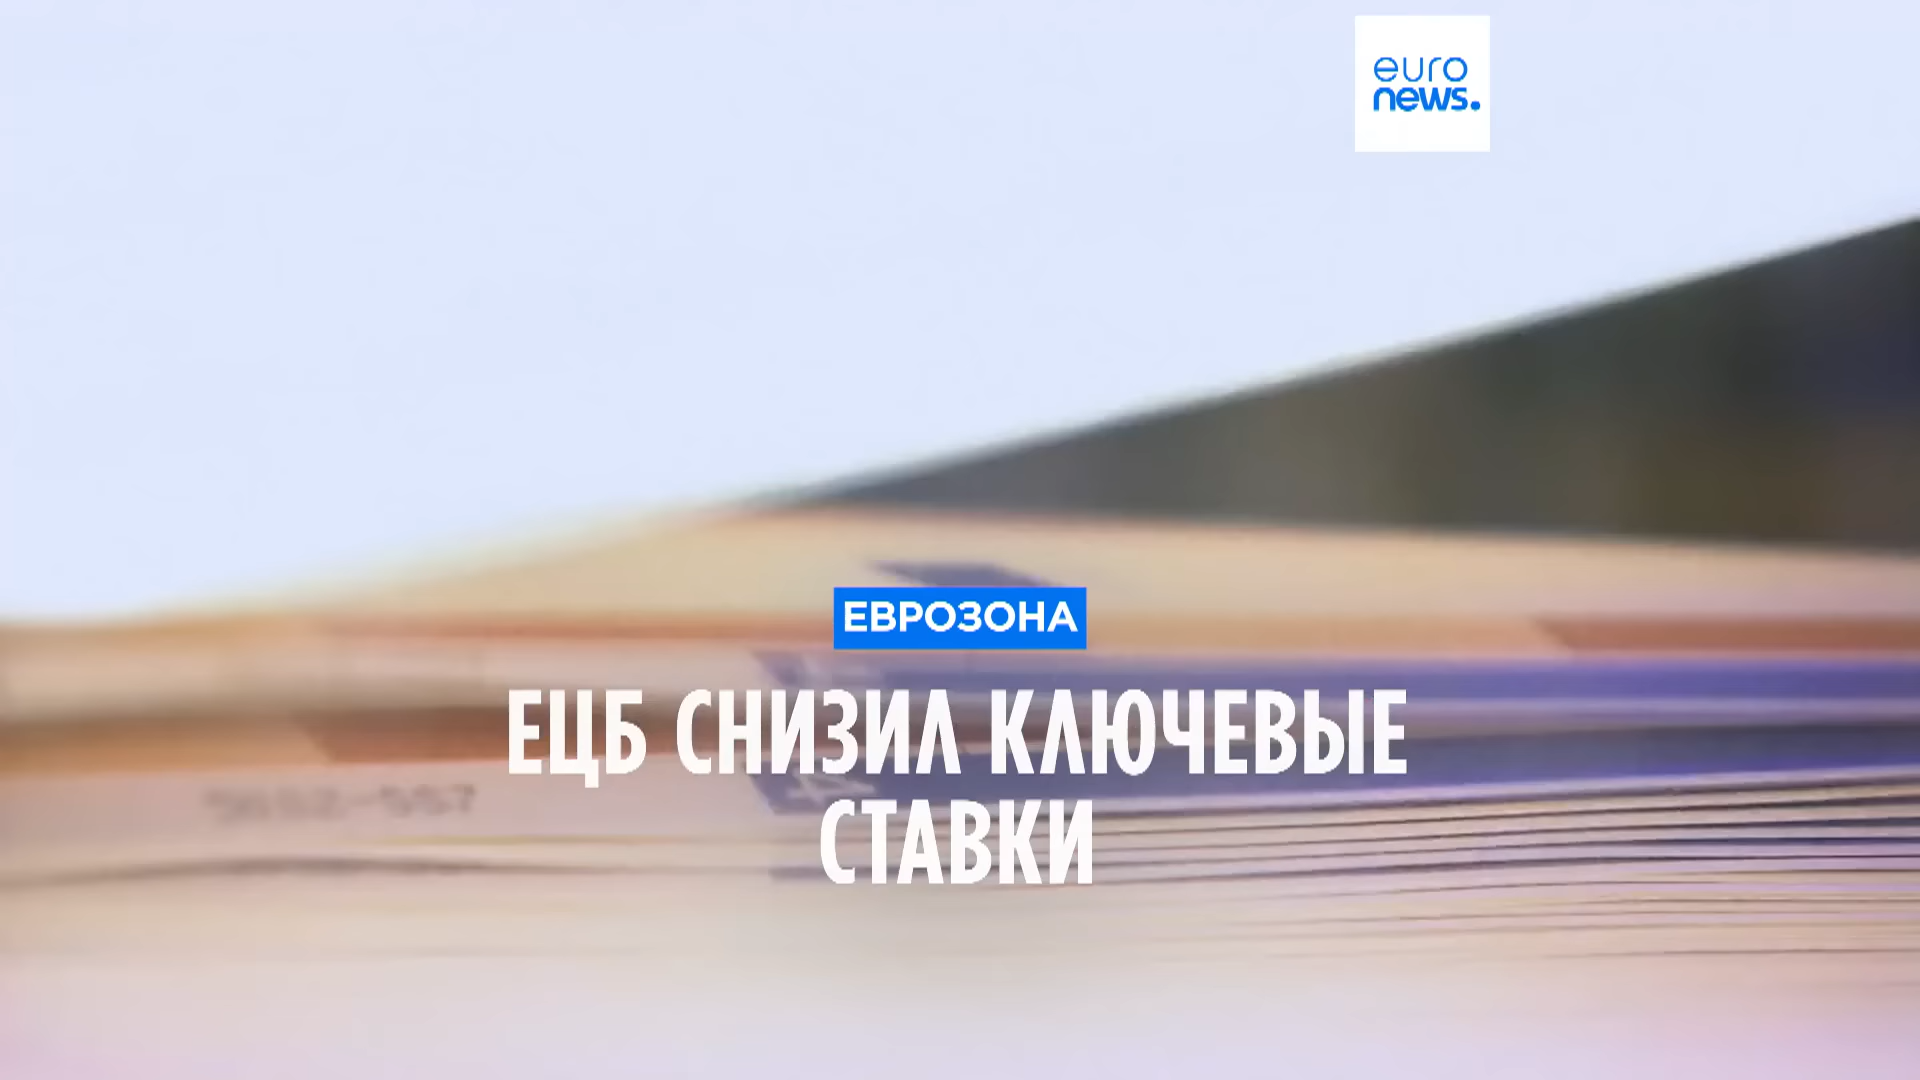 euro
news.
ЕВРОЗОНА
ЕЦБ СНИЗИЛ КЛЮЧЕВЫЕ
СТАВКИ